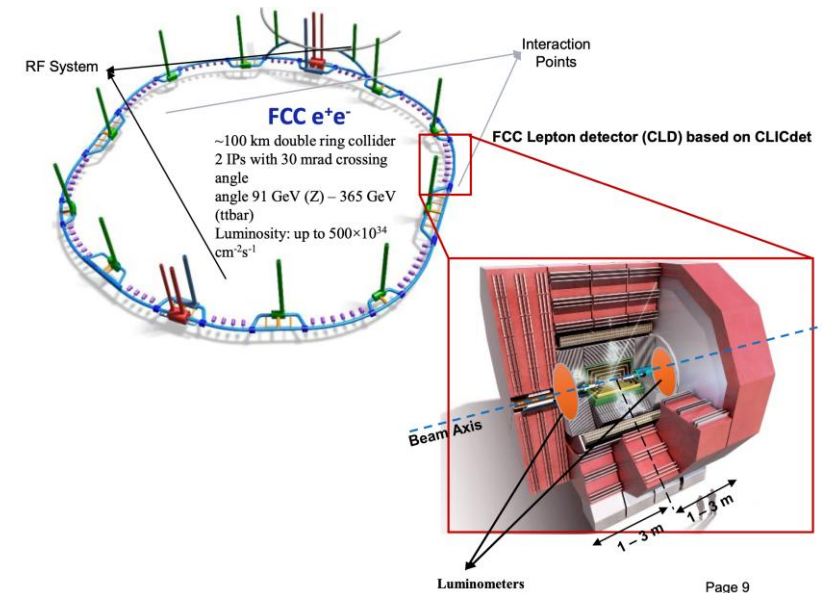 RF System
Interaction
Points
FCC e⁺e⁻
~100 km double ring collider
2 IPs with 30 mrad crossing
angle
angle 91 GeV (Z) – 365 GeV
(ttbar)
Luminosity: up to 500×10³⁴
cm⁻²s⁻¹
FCC Lepton detector (CLD) based on CLICdet
Beam Axis
1 – 3 m
1 – 3 m
Luminometers
Page 9